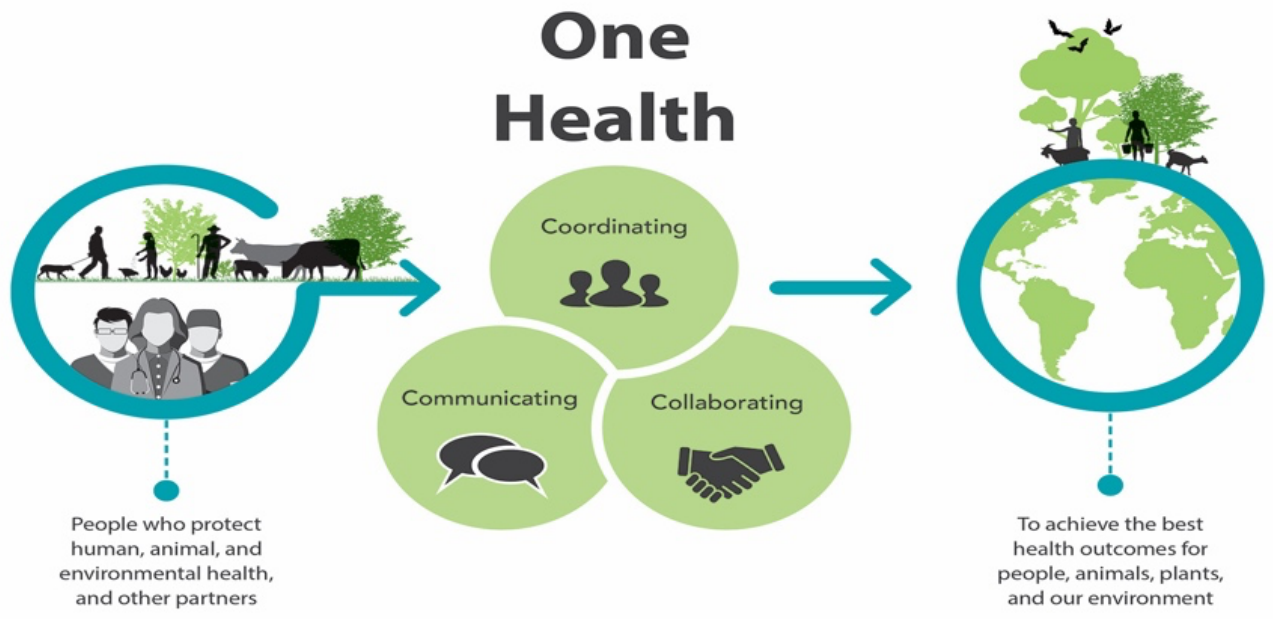 One
Health
Coordinating
Communicating
Collaborating
People who protect
human, animal, and
environmental health,
and other partners
To achieve the best
health outcomes for
people, animals, plants,
and our environment